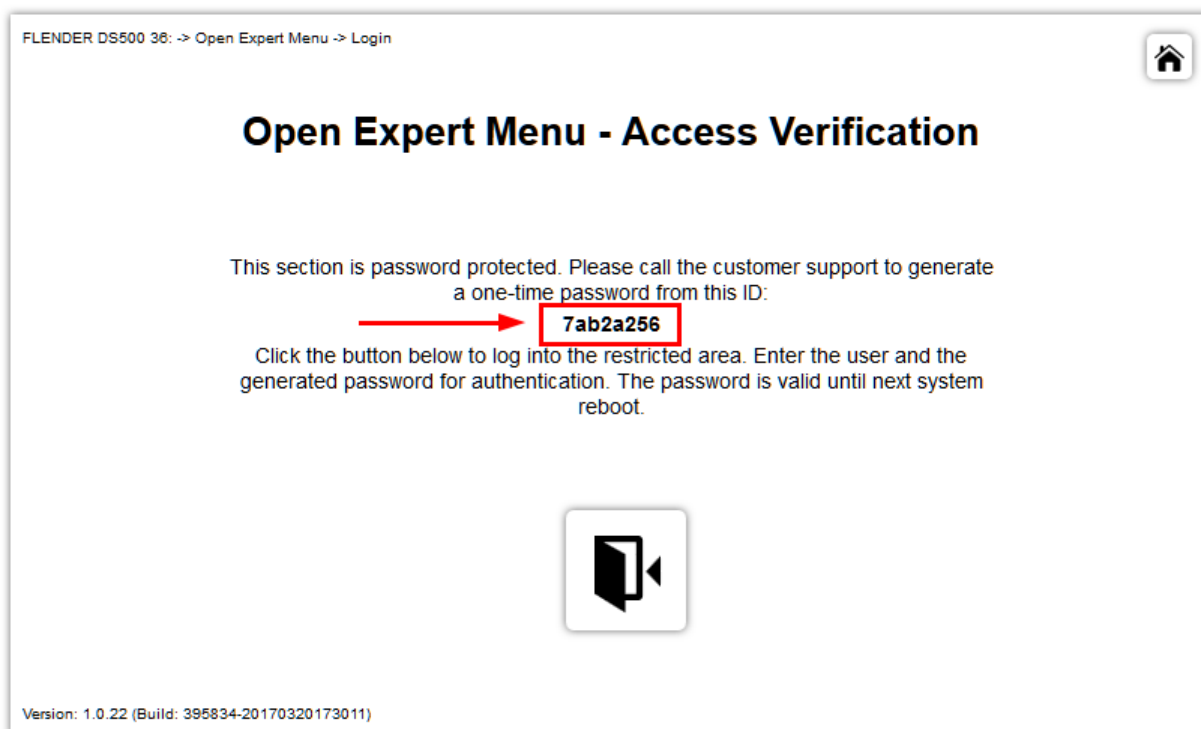 FLENDER DS500 36: -> Open Expert Menu -> Login
Open Expert Menu - Access Verification
This section is password protected. Please call the customer support to generate
a one-time password from this ID:
7ab2a256
Click the button below to log into the restricted area. Enter the user and the
generated password for authentication. The password is valid until next system
reboot.
Version: 1.0.22 (Build: 395834-20170320173011)